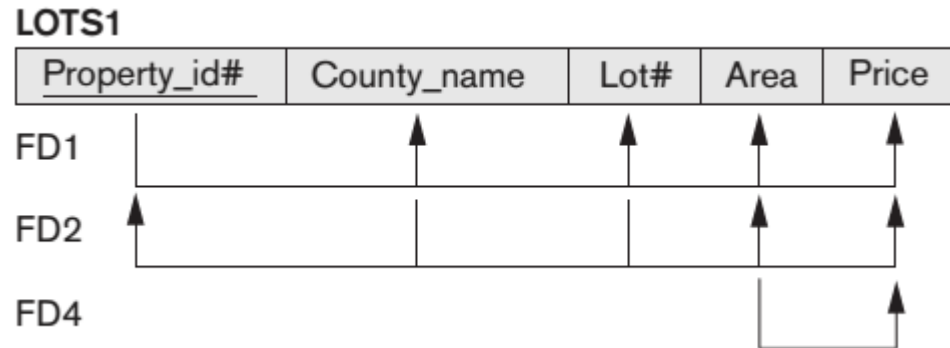 LOTS1
Property_id# County_name Lot# Area Price
FD1
FD2
FD4